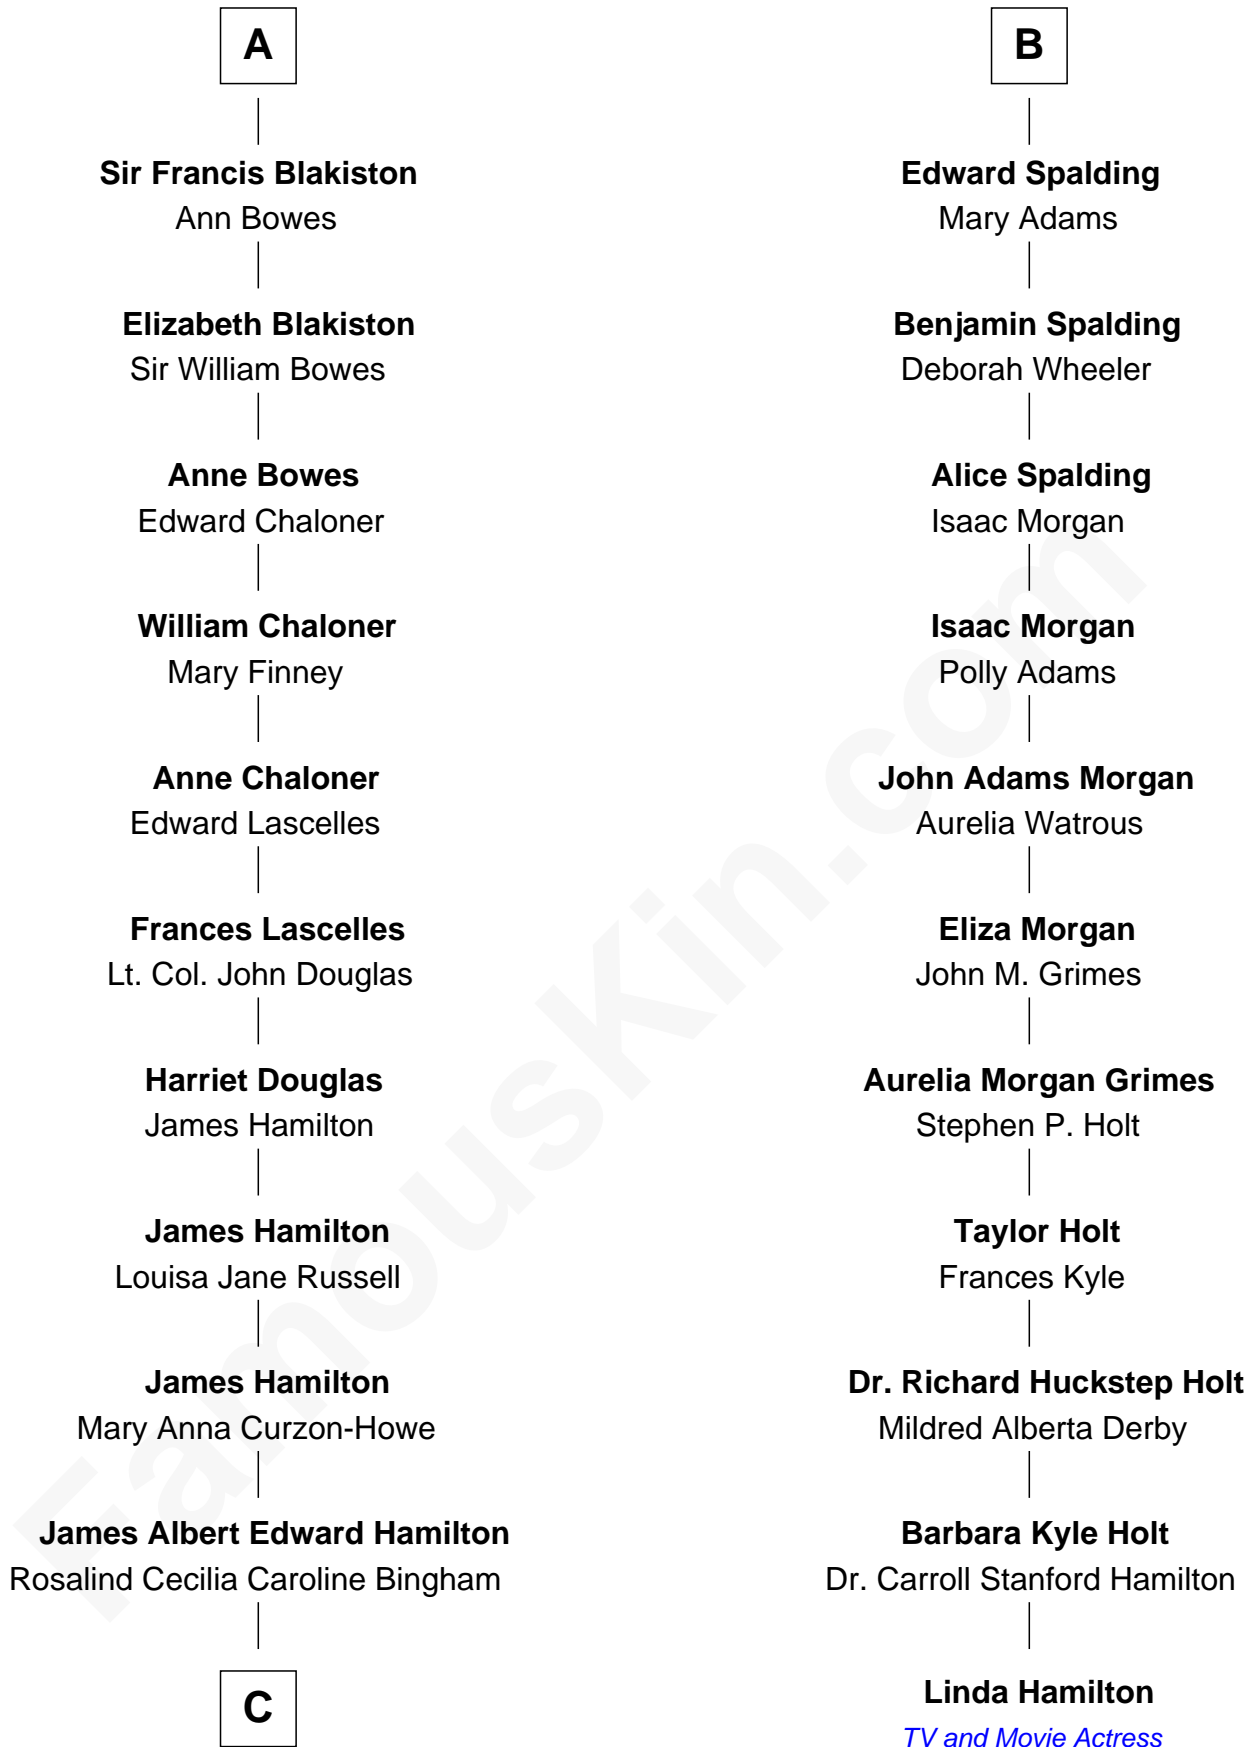 A
Sir Francis Blakiston
Ann Bowes
Elizabeth Blakiston
Sir William Bowes
Anne Bowes
Edward Chaloner
William Chaloner
Mary Finney
Anne Chaloner
Edward Lascelles
Frances Lascelles
Lt. Col. John Douglas
Harriet Douglas
James Hamilton
James Hamilton
Louisa Jane Russell
James Hamilton
Mary Anna Curzon-Howe
James Albert Edward Hamilton
Rosalind Cecilia Caroline Bingham
C
B
Edward Spalding
Mary Adams
Benjamin Spalding
Deborah Wheeler
Alice Spalding
Isaac Morgan
Isaac Morgan
Polly Adams
John Adams Morgan
Aurelia Watrous
Eliza Morgan
John M. Grimes
Aurelia Morgan Grimes
Stephen P. Holt
Taylor Holt
Frances Kyle
Dr. Richard Huckstep Holt
Mildred Alberta Derby
Barbara Kyle Holt
Dr. Carroll Stanford Hamilton
Linda Hamilton
TV and Movie Actress
FamousKin.com